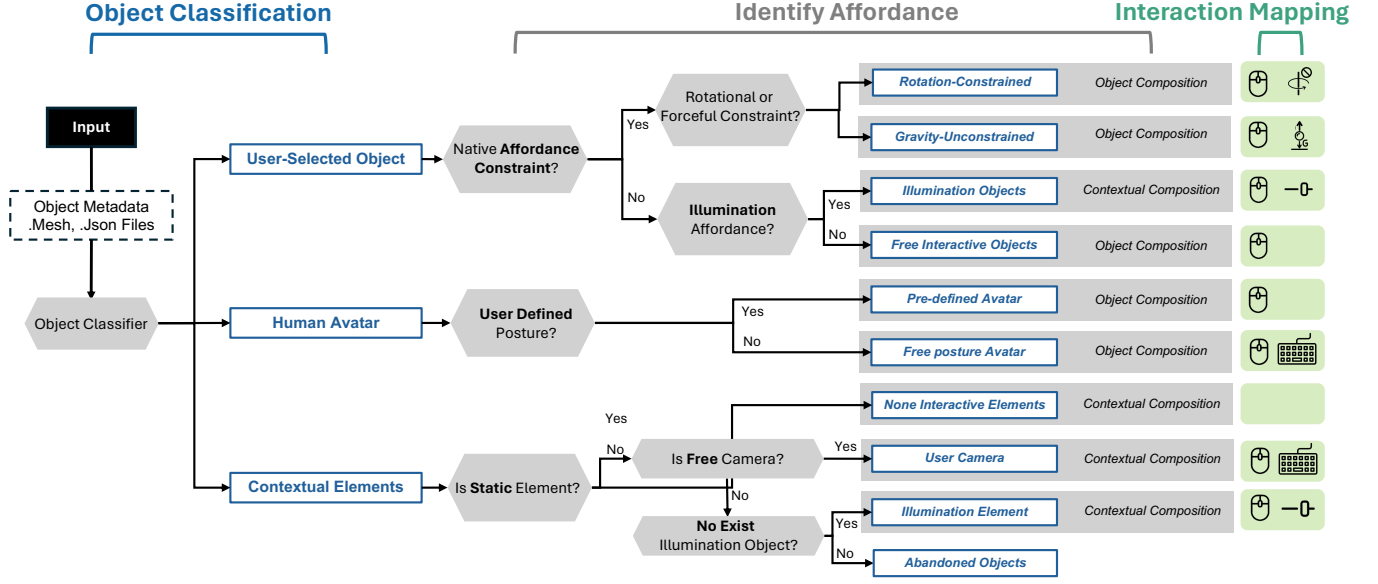 Object Classification
Identify Affordance
Interaction Mapping
Input
Object Metadata
.Mesh, .Json Files
Object Classifier
User-Selected Object
Native Affordance
Constraint?
Yes
No
Rotational or
Forceful Constraint?
Illumination
Affordance?
Yes
No
Rotation-Constrained
Object Composition
Gravity-Unconstrained
Object Composition
G
Illumination Objects
Contextual Composition
Free Interactive Objects
Object Composition
Human Avatar
User Defined
Posture?
Yes
No
Pre-defined Avatar
Object Composition
Free posture Avatar
Object Composition
Contextual Elements
Is Static Element?
Yes
No
None Interactive Elements
Contextual Composition
Is Free Camera?
Yes
No
User Camera
Contextual Composition
No Exist
Illumination Object?
Yes
No
Illumination Element
Contextual Composition
Abandoned Objects